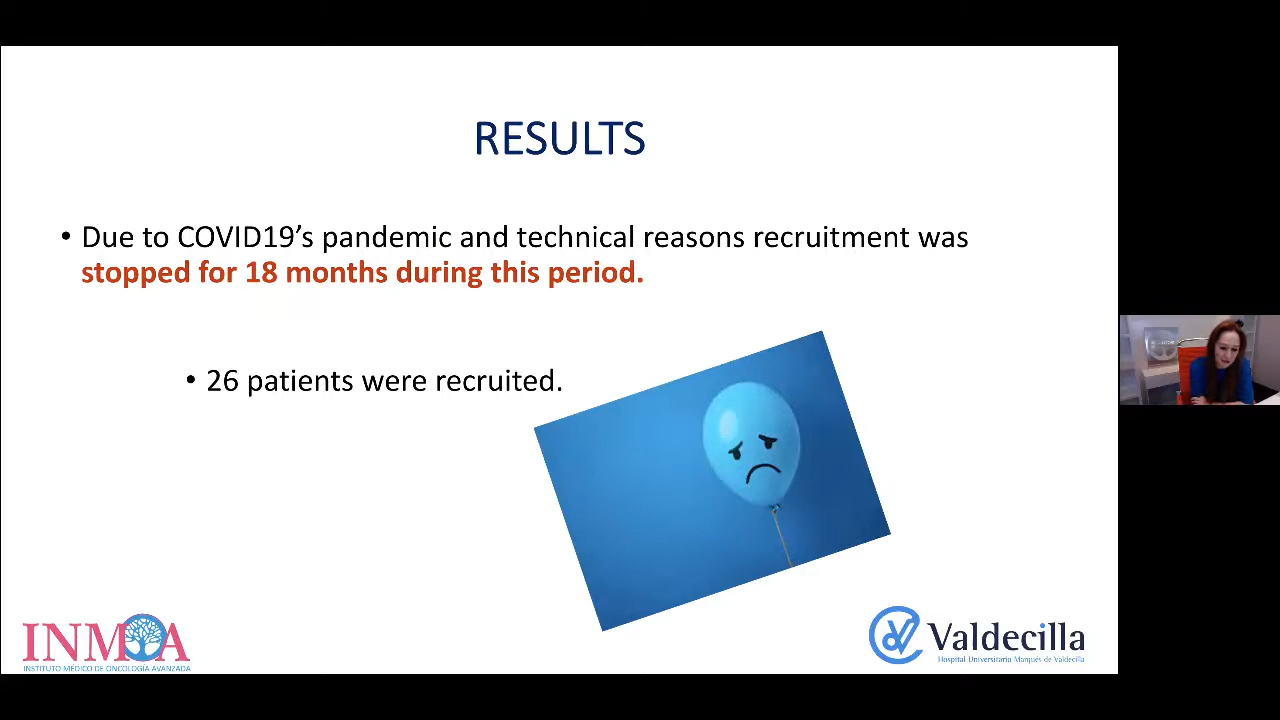 RESULTS
• Due to COVID19’s pandemic and technical reasons recruitment was
stopped for 18 months during this period.
• 26 patients were recruited.
INMOA
INSTITUTO MÉDICO DE ONCOLOGÍA AVANZADA
Valdecilla
Hospital Universitario Marqués de Valdecilla